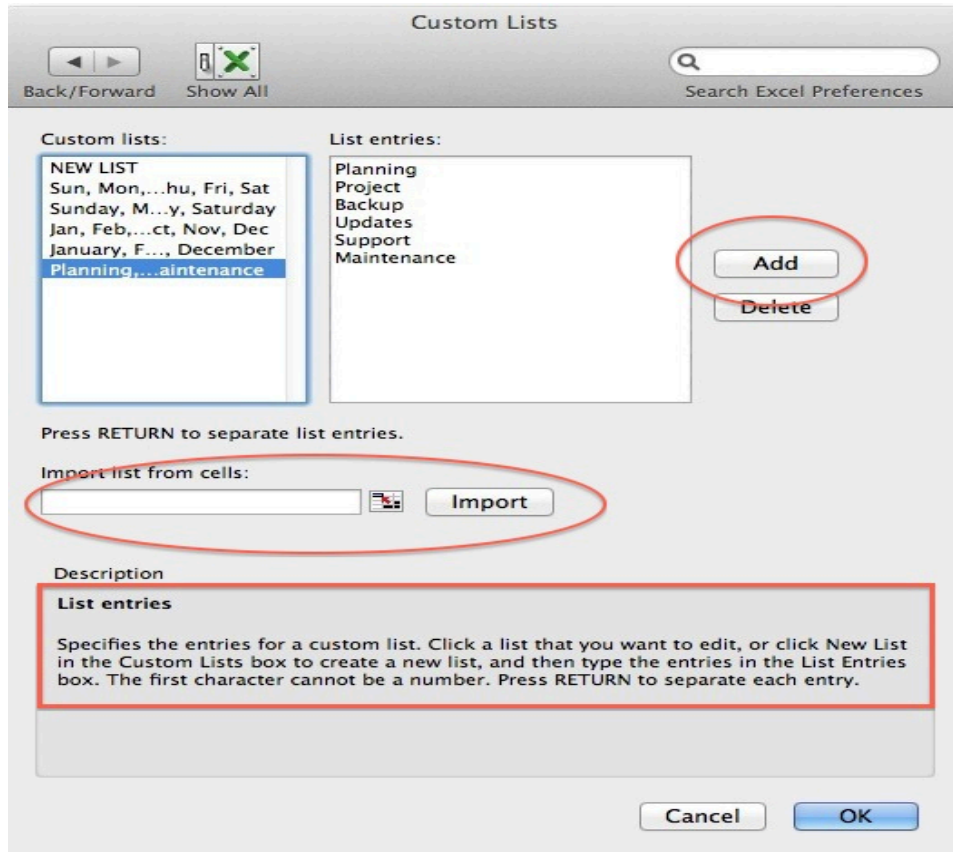 Custom Lists
Back/Forward
Show All
Search Excel Preferences
Custom lists:
List entries:
NEW LIST
Sun, Mon,...hu, Fri, Sat
Sunday, M...y, Saturday
Jan, Feb,...ct, Nov, Dec
January, F..., December
Planning,...aintenance
Planning
Project
Backup
Updates
Support
Maintenance
Add
Delete
Press RETURN to separate list entries.
Import list from cells:
Import
Description
List entries
Specifies the entries for a custom list. Click a list that you want to edit, or click New List
in the Custom Lists box to create a new list, and then type the entries in the List Entries
box. The first character cannot be a number. Press RETURN to separate each entry.
Cancel
OK